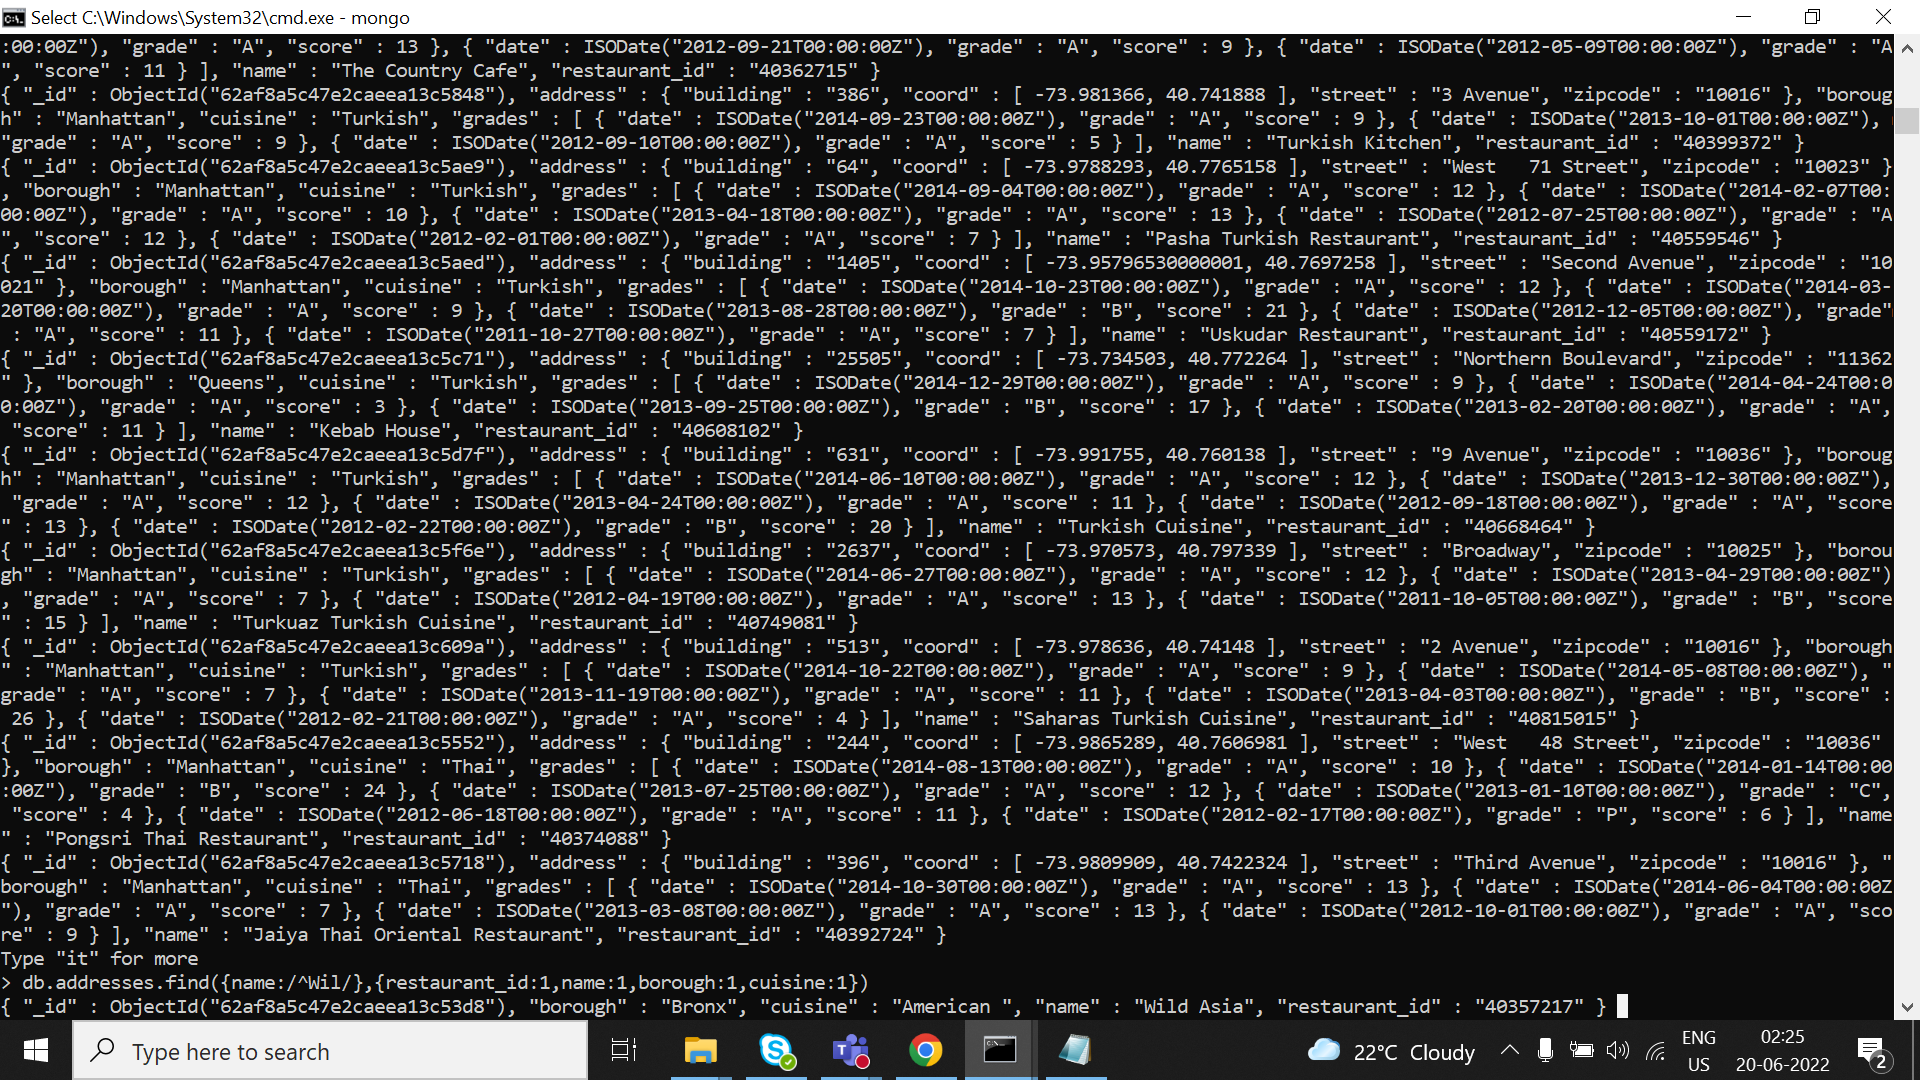 Select C:\Windows\System32\cmd.exe - mongo
:00:00Z"), "grade" : "A", "score" : 13 }, { "date" : ISODate("2012-09-21T00:00:00Z"), "grade" : "A", "score" : 9 }, { "date" : ISODate("2012-05-09T00:00:00Z"), "grade" : "A
", "score" : 11 } ], "name" : "The Country Cafe", "restaurant_id" : "40362715" }
{ "_id" : ObjectId("62af8a5c47e2caeea13c5848"), "address" : { "building" : "386", "coord" : [ -73.981366, 40.741888 ], "street" : "3 Avenue", "zipcode" : "10016" }, "boroug
h" : "Manhattan", "cuisine" : "Turkish", "grades" : [ { "date" : ISODate("2014-09-23T00:00:00Z"), "grade" : "A", "score" : 9 }, { "date" : ISODate("2013-10-01T00:00:00Z"),
"grade" : "A", "score" : 9 }, { "date" : ISODate("2012-09-10T00:00:00Z"), "grade" : "A", "score" : 5 } ], "name" : "Turkish Kitchen", "restaurant_id" : "40399372" }
{ "_id" : ObjectId("62af8a5c47e2caeea13c5ae9"), "address" : { "building" : "64", "coord" : [ -73.9788293, 40.7765158 ], "street" : "West   71 Street", "zipcode" : "10023" }
, "borough" : "Manhattan", "cuisine" : "Turkish", "grades" : [ { "date" : ISODate("2014-09-04T00:00:00Z"), "grade" : "A", "score" : 12 }, { "date" : ISODate("2014-02-07T00:
00:00Z"), "grade" : "A", "score" : 10 }, { "date" : ISODate("2013-04-18T00:00:00Z"), "grade" : "A", "score" : 13 }, { "date" : ISODate("2012-07-25T00:00:00Z"), "grade" : "A
", "score" : 12 }, { "date" : ISODate("2012-02-01T00:00:00Z"), "grade" : "A", "score" : 7 } ], "name" : "Pasha Turkish Restaurant", "restaurant_id" : "40559546" }
{ "_id" : ObjectId("62af8a5c47e2caeea13c5aed"), "address" : { "building" : "1405", "coord" : [ -73.95796530000001, 40.7697258 ], "street" : "Second Avenue", "zipcode" : "10
021" }, "borough" : "Manhattan", "cuisine" : "Turkish", "grades" : [ { "date" : ISODate("2014-10-23T00:00:00Z"), "grade" : "A", "score" : 12 }, { "date" : ISODate("2014-03-
20T00:00:00Z"), "grade" : "A", "score" : 9 }, { "date" : ISODate("2013-08-28T00:00:00Z"), "grade" : "B", "score" : 21 }, { "date" : ISODate("2012-12-05T00:00:00Z"), "grade"
 : "A", "score" : 11 }, { "date" : ISODate("2011-10-27T00:00:00Z"), "grade" : "A", "score" : 7 } ], "name" : "Uskudar Restaurant", "restaurant_id" : "40559172" }
{ "_id" : ObjectId("62af8a5c47e2caeea13c5c71"), "address" : { "building" : "25505", "coord" : [ -73.734503, 40.772264 ], "street" : "Northern Boulevard", "zipcode" : "11362
" }, "borough" : "Queens", "cuisine" : "Turkish", "grades" : [ { "date" : ISODate("2014-12-29T00:00:00Z"), "grade" : "A", "score" : 9 }, { "date" : ISODate("2014-04-24T00:0
0:00Z"), "grade" : "A", "score" : 3 }, { "date" : ISODate("2013-09-25T00:00:00Z"), "grade" : "B", "score" : 17 }, { "date" : ISODate("2013-02-20T00:00:00Z"), "grade" : "A",
 "score" : 11 } ], "name" : "Kebab House", "restaurant_id" : "40608102" }
{ "_id" : ObjectId("62af8a5c47e2caeea13c5d7f"), "address" : { "building" : "631", "coord" : [ -73.991755, 40.760138 ], "street" : "9 Avenue", "zipcode" : "10036" }, "boroug
h" : "Manhattan", "cuisine" : "Turkish", "grades" : [ { "date" : ISODate("2014-06-10T00:00:00Z"), "grade" : "A", "score" : 12 }, { "date" : ISODate("2013-12-30T00:00:00Z"),
 "grade" : "A", "score" : 12 }, { "date" : ISODate("2013-04-24T00:00:00Z"), "grade" : "A", "score" : 11 }, { "date" : ISODate("2012-09-18T00:00:00Z"), "grade" : "A", "score
" : 13 }, { "date" : ISODate("2012-02-22T00:00:00Z"), "grade" : "B", "score" : 20 } ], "name" : "Turkish Cuisine", "restaurant_id" : "40668464" }
{ "_id" : ObjectId("62af8a5c47e2caeea13c5f6e"), "address" : { "building" : "2637", "coord" : [ -73.970573, 40.797339 ], "street" : "Broadway", "zipcode" : "10025" }, "borou
gh" : "Manhattan", "cuisine" : "Turkish", "grades" : [ { "date" : ISODate("2014-06-27T00:00:00Z"), "grade" : "A", "score" : 12 }, { "date" : ISODate("2013-04-29T00:00:00Z")
, "grade" : "A", "score" : 7 }, { "date" : ISODate("2012-04-19T00:00:00Z"), "grade" : "A", "score" : 13 }, { "date" : ISODate("2011-10-05T00:00:00Z"), "grade" : "B", "score
" : 15 } ], "name" : "Turkuaz Turkish Cuisine", "restaurant_id" : "40749081" }
{ "_id" : ObjectId("62af8a5c47e2caeea13c609a"), "address" : { "building" : "513", "coord" : [ -73.978636, 40.74148 ], "street" : "2 Avenue", "zipcode" : "10016" }, "borough
" : "Manhattan", "cuisine" : "Turkish", "grades" : [ { "date" : ISODate("2014-10-22T00:00:00Z"), "grade" : "A", "score" : 9 }, { "date" : ISODate("2014-05-08T00:00:00Z"), "
grade" : "A", "score" : 7 }, { "date" : ISODate("2013-11-19T00:00:00Z"), "grade" : "A", "score" : 11 }, { "date" : ISODate("2013-04-03T00:00:00Z"), "grade" : "B", "score" :
 26 }, { "date" : ISODate("2012-02-21T00:00:00Z"), "grade" : "A", "score" : 4 } ], "name" : "Saharas Turkish Cuisine", "restaurant_id" : "40815015" }
{ "_id" : ObjectId("62af8a5c47e2caeea13c5552"), "address" : { "building" : "244", "coord" : [ -73.9865289, 40.7606981 ], "street" : "West   48 Street", "zipcode" : "10036"
}, "borough" : "Manhattan", "cuisine" : "Thai", "grades" : [ { "date" : ISODate("2014-08-13T00:00:00Z"), "grade" : "A", "score" : 10 }, { "date" : ISODate("2014-01-14T00:00
:00Z"), "grade" : "B", "score" : 24 }, { "date" : ISODate("2013-07-25T00:00:00Z"), "grade" : "A", "score" : 12 }, { "date" : ISODate("2013-01-10T00:00:00Z"), "grade" : "C",
 "score" : 4 }, { "date" : ISODate("2012-06-18T00:00:00Z"), "grade" : "A", "score" : 11 }, { "date" : ISODate("2012-02-17T00:00:00Z"), "grade" : "P", "score" : 6 } ], "name
" : "Pongsri Thai Restaurant", "restaurant_id" : "40374088" }
{ "_id" : ObjectId("62af8a5c47e2caeea13c5718"), "address" : { "building" : "396", "coord" : [ -73.9809909, 40.7422324 ], "street" : "Third Avenue", "zipcode" : "10016" }, "
borough" : "Manhattan", "cuisine" : "Thai", "grades" : [ { "date" : ISODate("2014-10-30T00:00:00Z"), "grade" : "A", "score" : 13 }, { "date" : ISODate("2014-06-04T00:00:00Z
"), "grade" : "A", "score" : 7 }, { "date" : ISODate("2013-03-08T00:00:00Z"), "grade" : "A", "score" : 13 }, { "date" : ISODate("2012-10-01T00:00:00Z"), "grade" : "A", "sco
re" : 9 } ], "name" : "Jaiya Thai Oriental Restaurant", "restaurant_id" : "40392724" }
Type "it" for more
> db.addresses.find({name:/^Wil/},{restaurant_id:1,name:1,borough:1,cuisine:1})
{ "_id" : ObjectId("62af8a5c47e2caeea13c53d8"), "borough" : "Bronx", "cuisine" : "American ", "name" : "Wild Asia", "restaurant_id" : "40357217" }
Type here to search
22°C Cloudy
ENG
US
02:25
20-06-2022
2